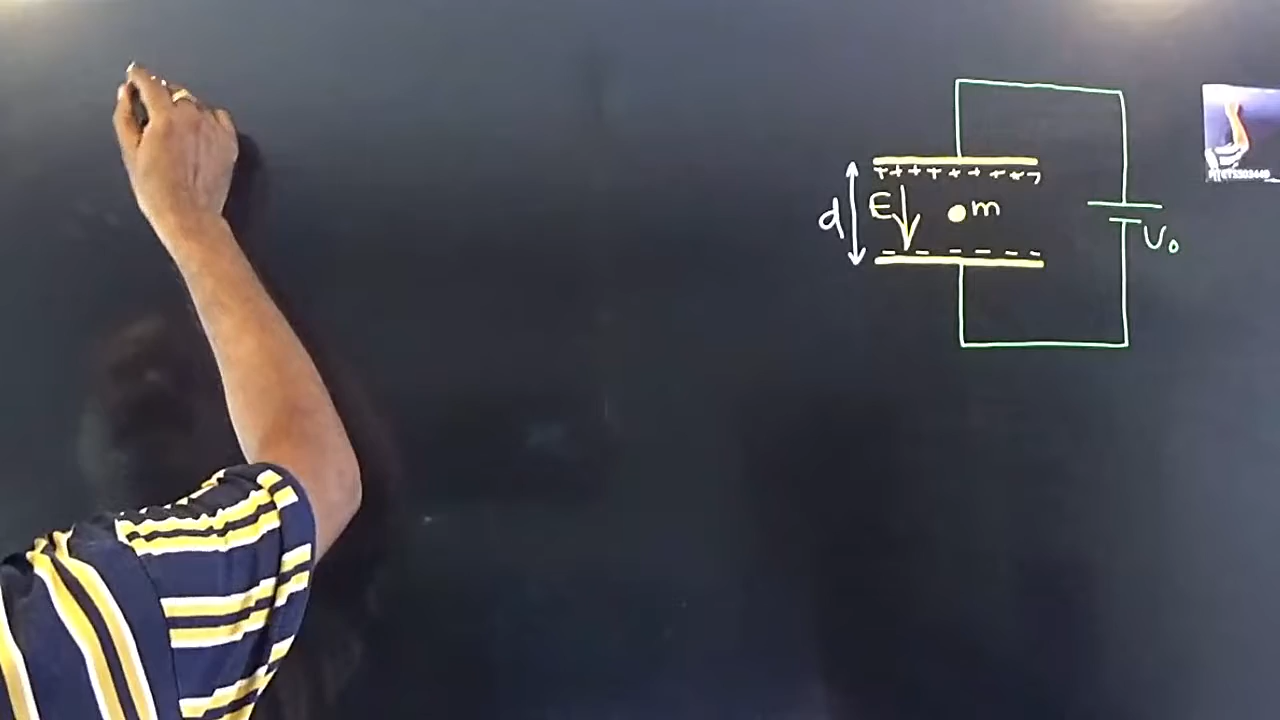 + + + + + + + +
d E m
- - - - - -
V₀